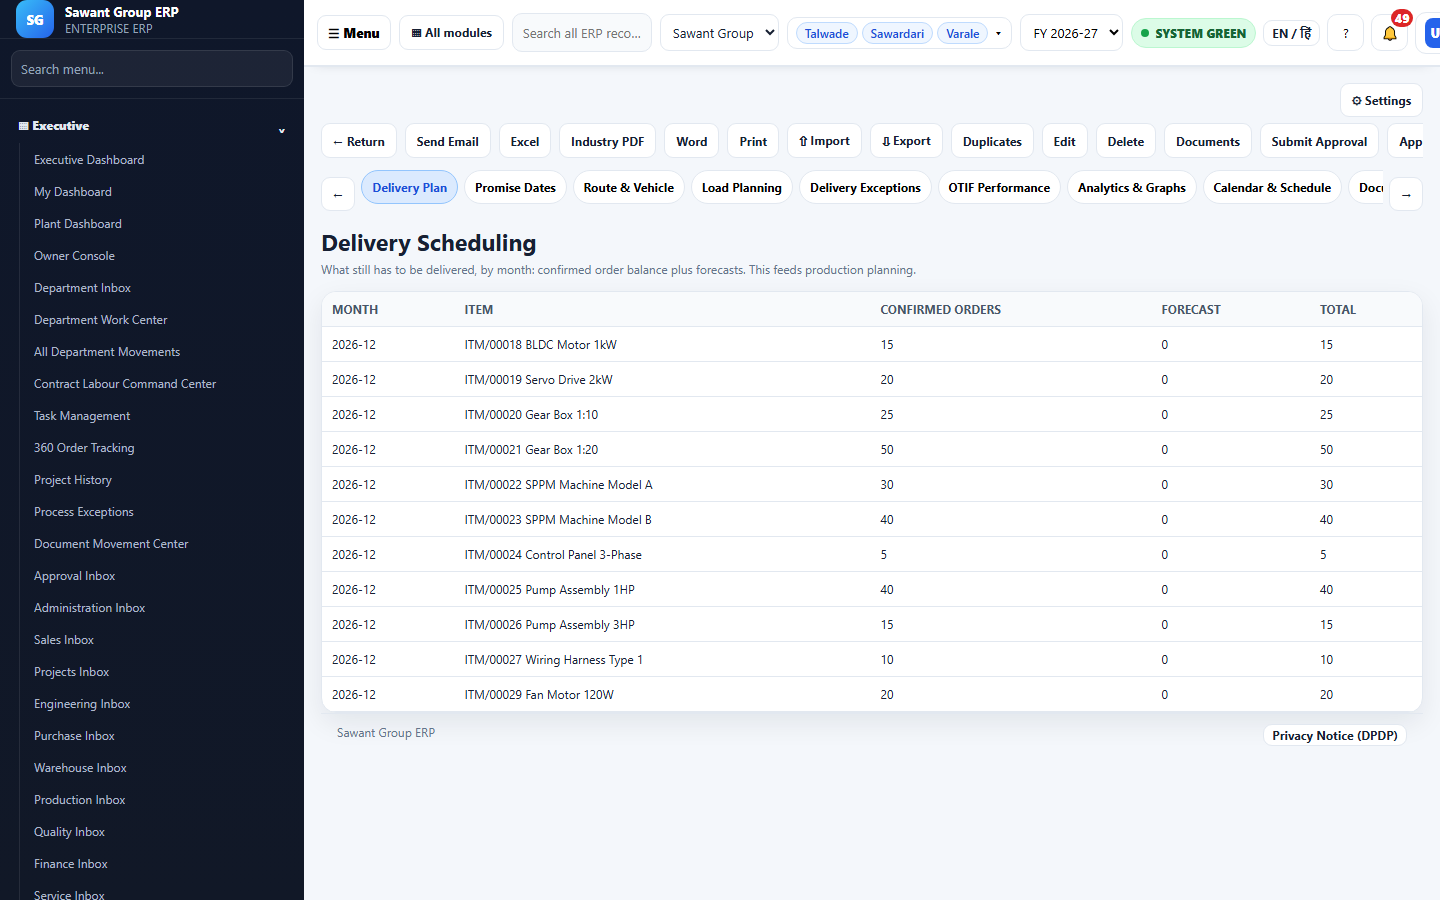 SG
Sawant Group ERP
ENTERPRISE ERP
☰ Menu
▦ All modules
Search all ERP reco...
Sawant Group
Talwade
Sawardari
Varale
FY 2026-27
SYSTEM GREEN
EN / हिं
?
49
U
Search menu...
Executive
Executive Dashboard
My Dashboard
Plant Dashboard
Owner Console
Department Inbox
Department Work Center
All Department Movements
Contract Labour Command Center
Task Management
360 Order Tracking
Project History
Process Exceptions
Document Movement Center
Approval Inbox
Administration Inbox
Sales Inbox
Projects Inbox
Engineering Inbox
Purchase Inbox
Warehouse Inbox
Production Inbox
Quality Inbox
Finance Inbox
Service Inbox
⚙ Settings
← Return
Send Email
Excel
Industry PDF
Word
Print
⇧ Import
⇩ Export
Duplicates
Edit
Delete
Documents
Submit Approval
App
←
Delivery Plan
Promise Dates
Route & Vehicle
Load Planning
Delivery Exceptions
OTIF Performance
Analytics & Graphs
Calendar & Schedule
Docu
→
Delivery Scheduling
What still has to be delivered, by month: confirmed order balance plus forecasts. This feeds production planning.
MONTH ITEM CONFIRMED ORDERS FORECAST TOTAL
2026-12 ITM/00018 BLDC Motor 1kW 15 0 15
2026-12 ITM/00019 Servo Drive 2kW 20 0 20
2026-12 ITM/00020 Gear Box 1:10 25 0 25
2026-12 ITM/00021 Gear Box 1:20 50 0 50
2026-12 ITM/00022 SPPM Machine Model A 30 0 30
2026-12 ITM/00023 SPPM Machine Model B 40 0 40
2026-12 ITM/00024 Control Panel 3-Phase 5 0 5
2026-12 ITM/00025 Pump Assembly 1HP 40 0 40
2026-12 ITM/00026 Pump Assembly 3HP 15 0 15
2026-12 ITM/00027 Wiring Harness Type 1 10 0 10
2026-12 ITM/00029 Fan Motor 120W 20 0 20
Sawant Group ERP
Privacy Notice (DPDP)